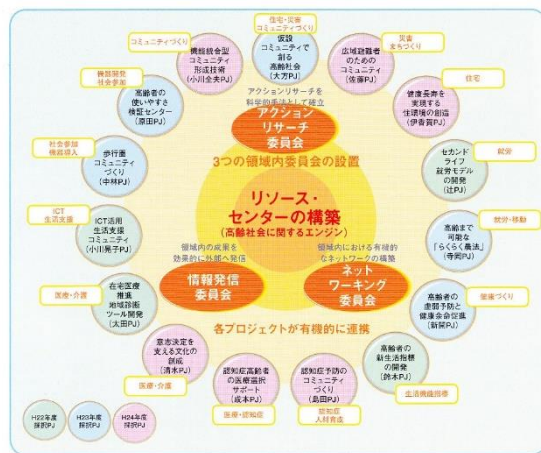 住宅・災害
コミュニティづくり
仮設
コミュニティで
創る
高齢社会
(大方PJ)
災害
まちづくり
広域避難者
のための
コミュニティ
(佐藤PJ)
住宅
健康長寿を
実現する
住環境の創造
(伊香賀PJ)
就労
セカンド
ライフ
就労モデル
の開発
(辻PJ)
就労・移動
高齢まで
可能な
「らくらく農法」
(寺岡PJ)
健康づくり
高齢者の
虚弱予防と
健康余命促進
(新開PJ)
高齢者の
新生活指標
の開発
(鈴木PJ)
生活機能指標
認知症予防の
コミュニティ
づくり
(島田PJ)
認知症
人材育成
認知症高齢者
の医療選択
サポート
(成本PJ)
医療・認知症
意思決定を
支える文化の
創成
(清水PJ)
医療・介護
医療・介護
在宅医療
推進
地域診断
ツール開発
(太田PJ)
ICT
生活支援
ICT活用
生活支援
コミュニティ
(小川晃子PJ)
社会参加
機器導入
歩行圏
コミュニティ
づくり
(中林PJ)
機器開発
社会参加
高齢者の
使いやすさ
検証センター
(原田PJ)
コミュニティづくり
機能統合型
コミュニティ
形成技術
(小川全夫PJ)
アクションリサーチを
科学的手法として確立
アクション
リサーチ
委員会
3つの領域内委員会の設置
リソース・
センターの構築
(高齢社会に関するエンジン)
領域内の成果を
効果的に外部へ発信
情報発信
委員会
領域内における有機的
なネットワークの構築
ネット
ワーキング
委員会
各プロジェクトが有機的に連携
H22年度
採択PJ
H23年度
採択PJ
H24年度
採択PJ